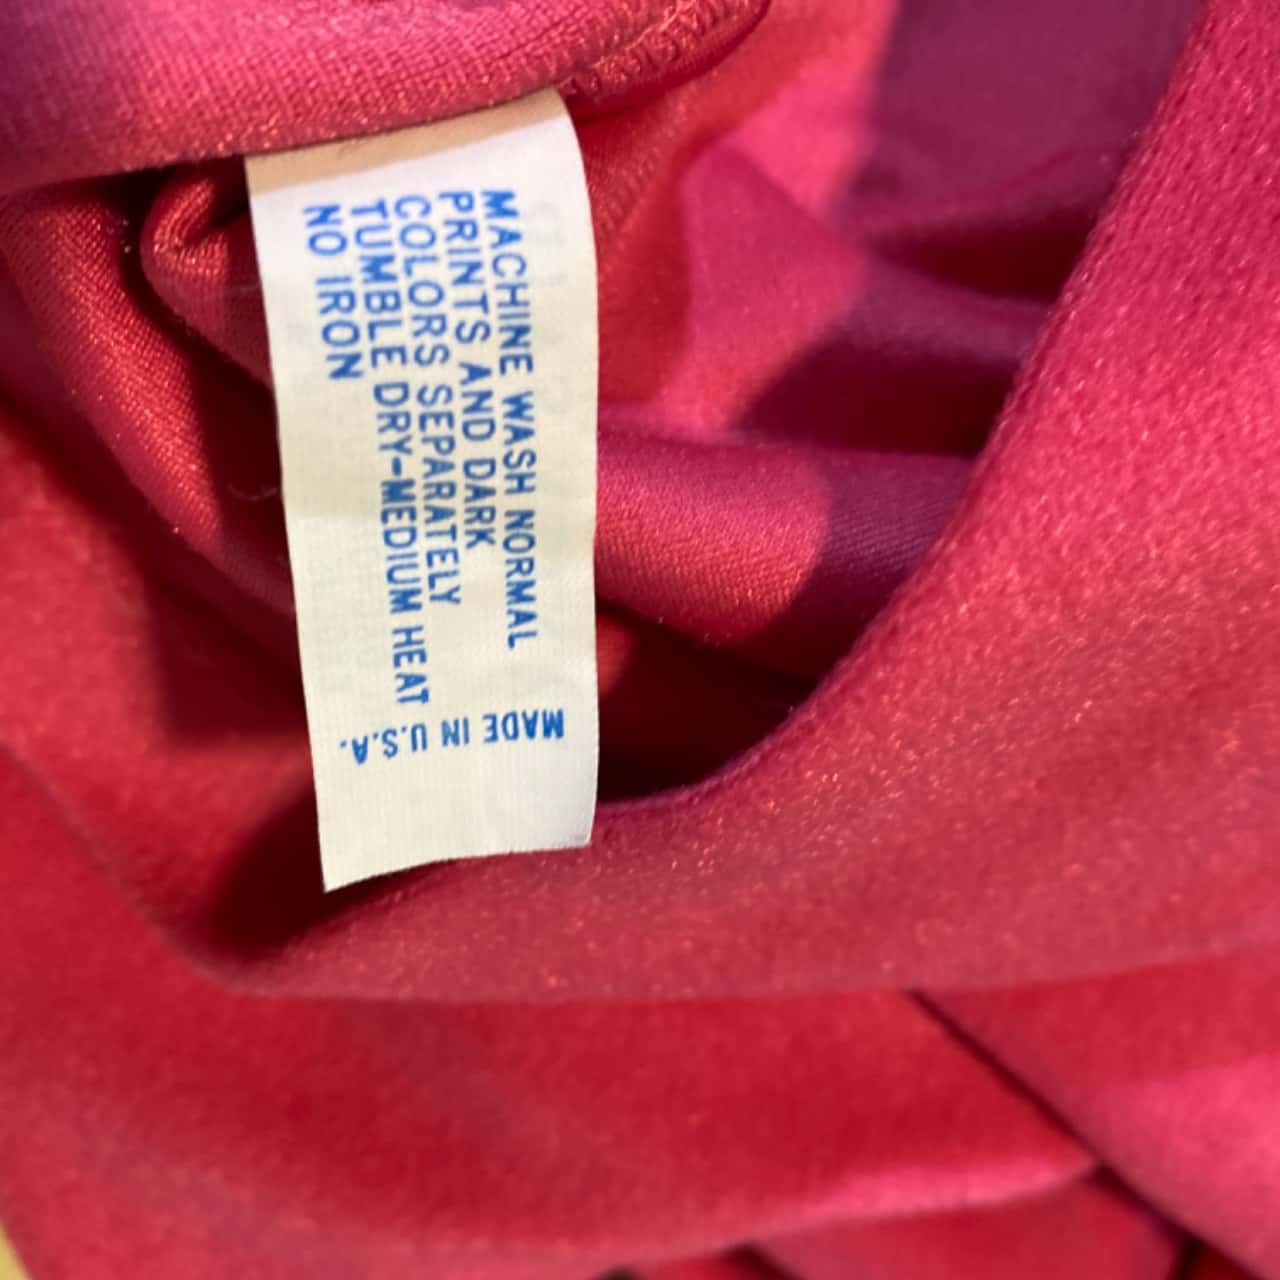 MACHINE WASH NORMAL
PRINTS AND DARK
COLORS SEPARATELY
TUMBLE DRY-MEDIUM HEAT
NO IRON
MADE IN U.S.A.